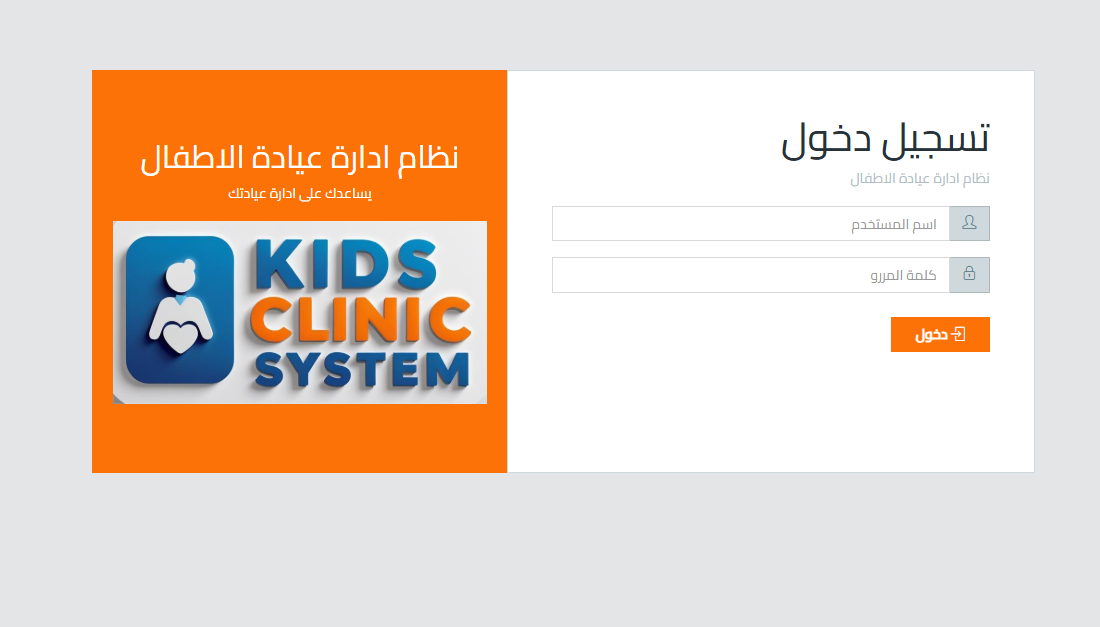 تسجيل دخول
نظام ادارة عيادة الاطفال
اسم المستخدم
كلمة المررو
دخول
نظام ادارة عيادة الاطفال
يساعدك على ادارة عيادتك
KIDS
CLINIC
SYSTEM